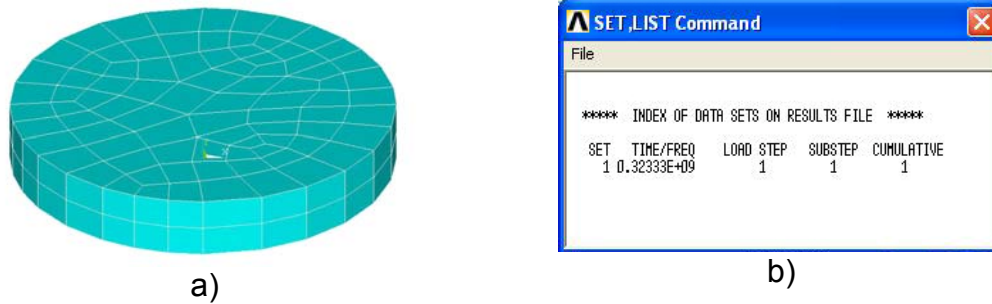 SET,LIST Command
File
***** INDEX OF DATA SETS ON RESULTS FILE *****
SET TIME/FREQ LOAD STEP SUBSTEP CUMULATIVE
1 0.32333E+09 1 1 1
a)
b)